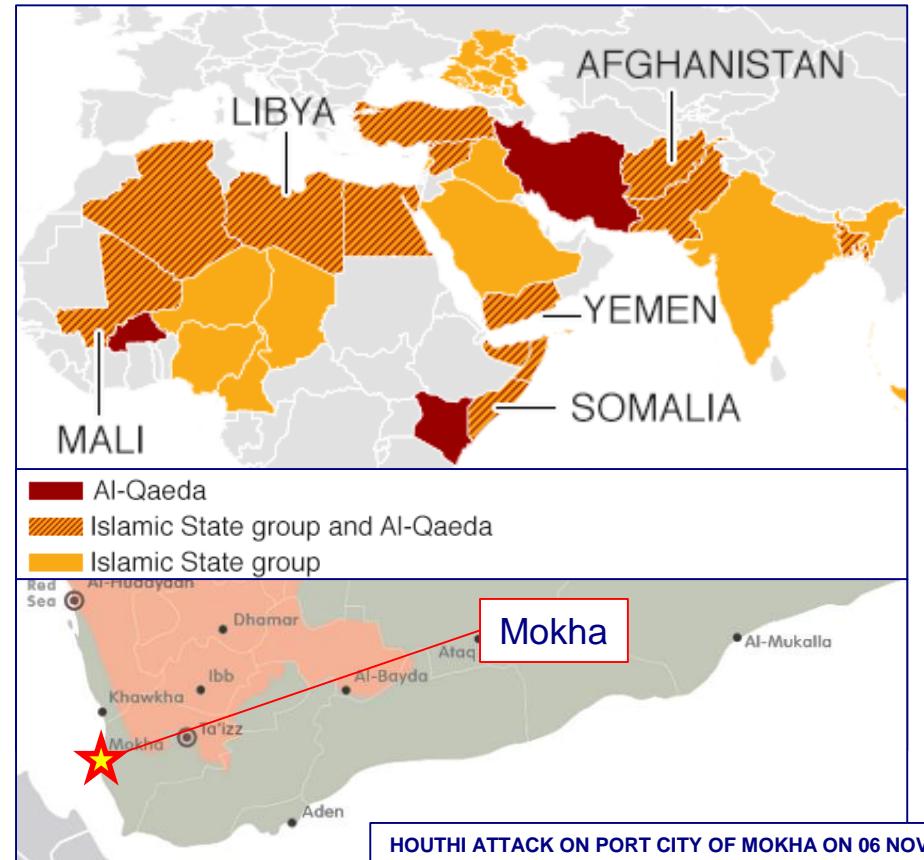 AFGHANISTAN
LIBYA
YEMEN
SOMALIA
MALI
Al-Qaeda
Islamic State group and Al-Qaeda
Islamic State group
Red
Sea
Al-Hudaydah
Dhamar
Mokha
Ataq
Al-Mukalla
Ibb
Al-Bayda
Khawkha
Ta'izz
Mokha
Aden
HOUTHI ATTACK ON PORT CITY OF MOKHA ON 06 NOV